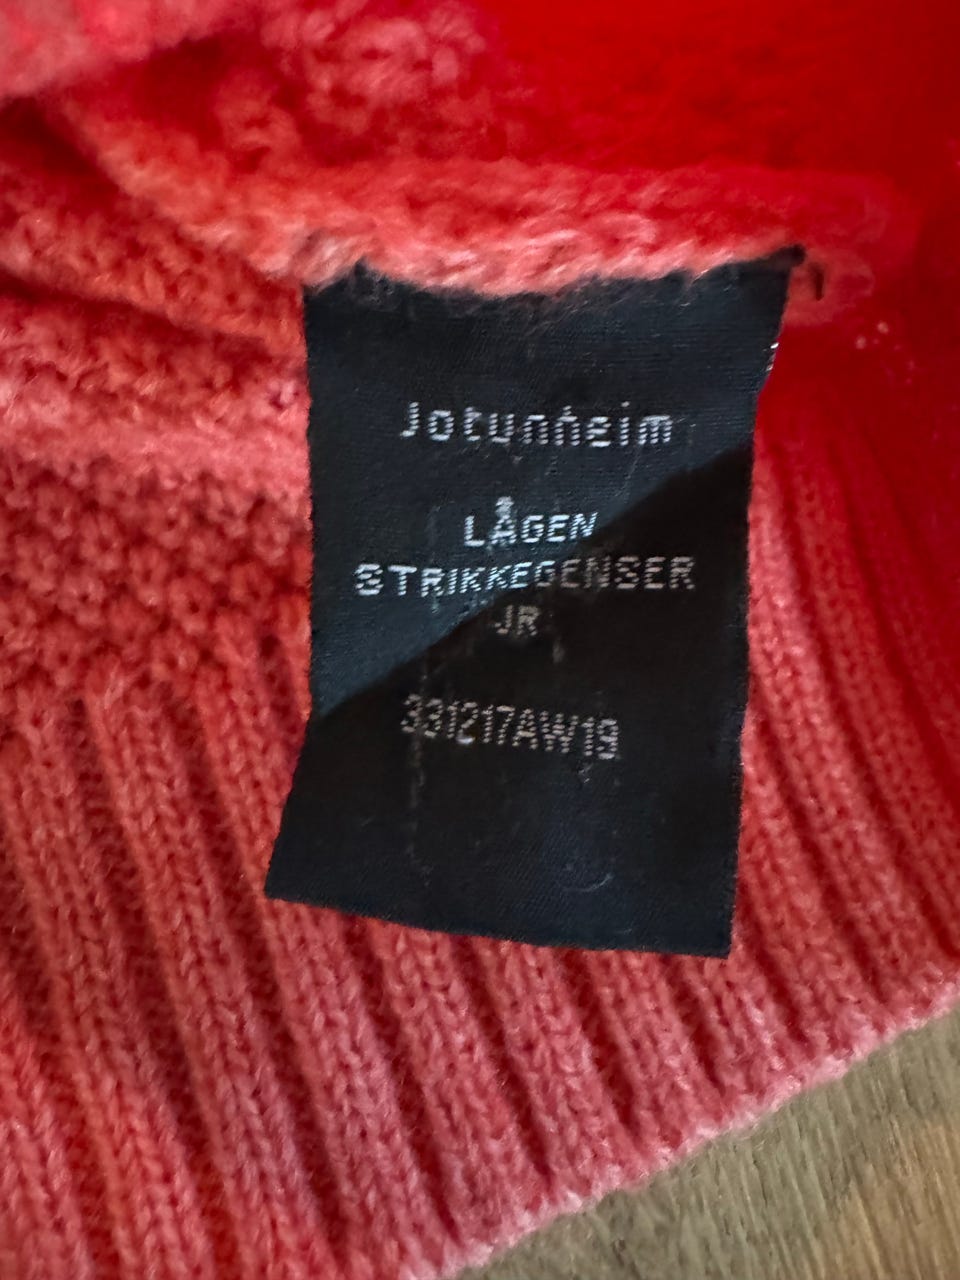 Jotunheim
LÅGEN
STRIKKEGENSER
JR
331217AW19